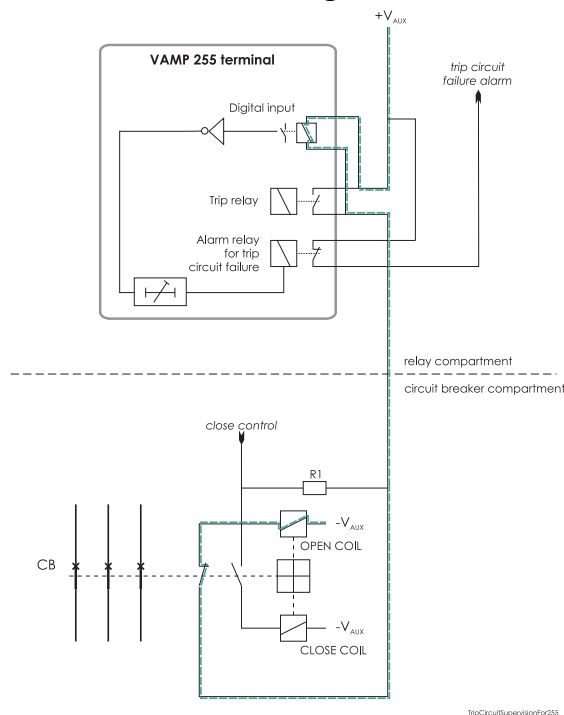 +VAUX
VAMP 255 terminal
trip circuit
failure alarm
Digital input
Trip relay
Alarm relay
for trip
circuit failure
relay compartment
circuit breaker compartment
close control
R1
-VAUX
OPEN COIL
CB
-VAUX
CLOSE COIL
TripCircuitSupervisionFor255